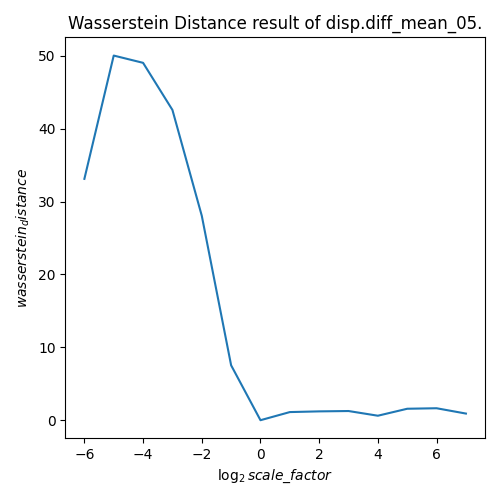 Wasserstein Distance result of disp.diff_mean_05.
50
40
30
20
10
0
wasserstein_distance
−6 −4 −2 0 2 4 6
log₂ scale_factor